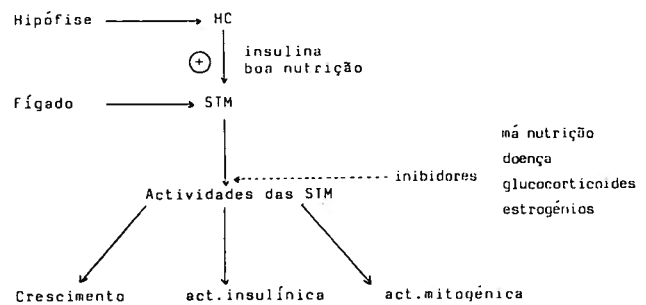 Hipófise HC
insulina
+ boa nutrição
Fígado STM
má nutrição
doença
inibidores glucocorticoides
estrogénios
Actividades das STM
Crescimento act.insulínica act.mitogénica